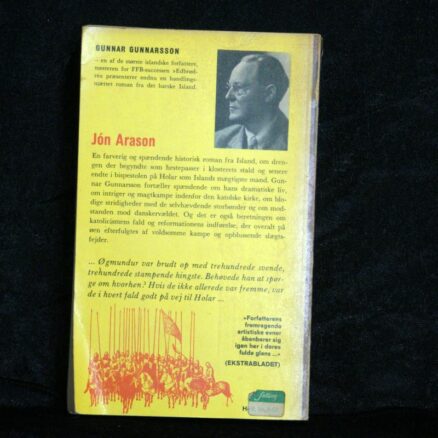 GUNNAR GUNNARSSON
– en af de største islandske forfattere,
mesteren for FFB-successen »Edbrød-
re« præsenterer endnu en handlings-
mættet roman fra det barske Island.
Jón Arason
En farverig og spændende historisk roman fra Island, om dren-
gen der begyndte som hestepasser i klosterets stald og senere
endte i bispestolen på Holar som Islands mægtigste mand. Gun-
nar Gunnarsson fortæller spændende om hans dramatiske liv,
om intriger og magtkampe indenfor den katolske kirke, om blo-
dige stridigheder med de selvhævdende storbønder og om mod-
standen mod danskervældet. Og det er også beretningen om
katolicismens fald og reformationens indførelse, der overalt på
øen efterfulgtes af voldsomme kampe og opblussende slægts-
fejder.
... Øgmundur var brudt op med trehundrede svende,
trehundrede stampende hingste. Behøvede han at spør-
ge om hvorhen? Hvis de ikke allerede var fremme, var
de i hvert fald godt på vej til Holar ...
»Forfatterens
fremragende
artistiske evner
åbenbarer sig
igen her i deres
fulde glans ...«
(EKSTRABLADET)